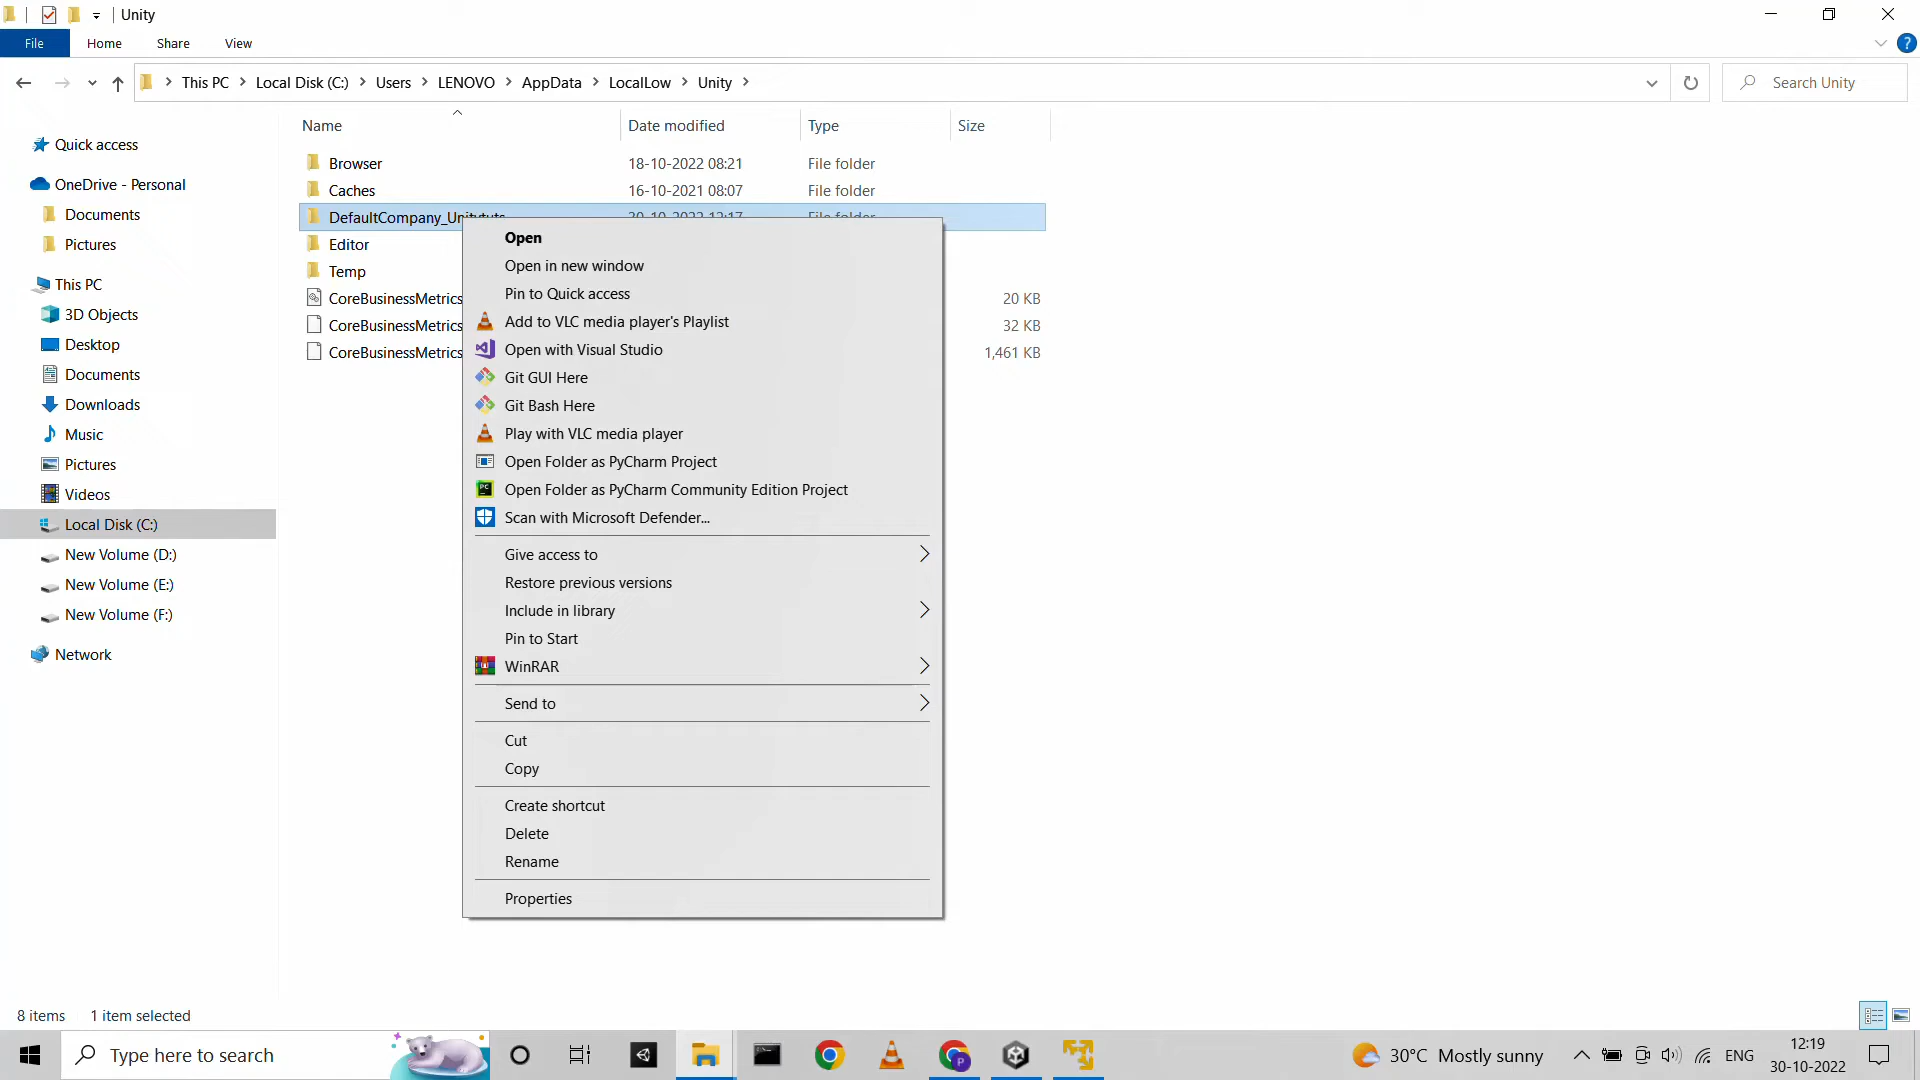 Unity
File Home Share View
This PC Local Disk (C:) Users LENOVO AppData LocalLow Unity
Search Unity
Name Date modified Type Size
Quick access
OneDrive - Personal
Documents
Pictures
This PC
3D Objects
Desktop
Documents
Downloads
Music
Pictures
Videos
Local Disk (C:)
New Volume (D:)
New Volume (E:)
New Volume (F:)
Network
Browser 18-10-2022 08:21 File folder
Caches 16-10-2021 08:07 File folder
DefaultCompany_Unitytuts 30-10-2022 12:17 File folder
Editor
Temp
CoreBusinessMetrics 20 KB
CoreBusinessMetrics 32 KB
CoreBusinessMetrics 1,461 KB
Open
Open in new window
Pin to Quick access
Add to VLC media player's Playlist
Open with Visual Studio
Git GUI Here
Git Bash Here
Play with VLC media player
Open Folder as PyCharm Project
Open Folder as PyCharm Community Edition Project
Scan with Microsoft Defender...
Give access to
Restore previous versions
Include in library
Pin to Start
WinRAR
Send to
Cut
Copy
Create shortcut
Delete
Rename
Properties
8 items 1 item selected
Type here to search
30°C Mostly sunny
ENG
12:19
30-10-2022